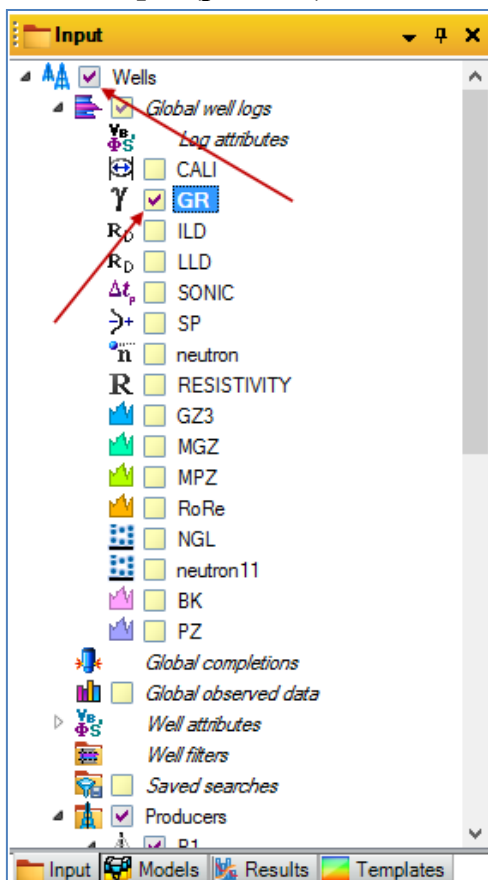 Input
Wells
Global well logs
Log attributes
CALI
GR
ILD
LLD
SONIC
SP
neutron
RESISTIVITY
GZ3
MGZ
MPZ
RoRe
NGL
neutron11
BK
PZ
Global completions
Global observed data
Well attributes
Well filters
Saved searches
Producers
Input Models Results Templates